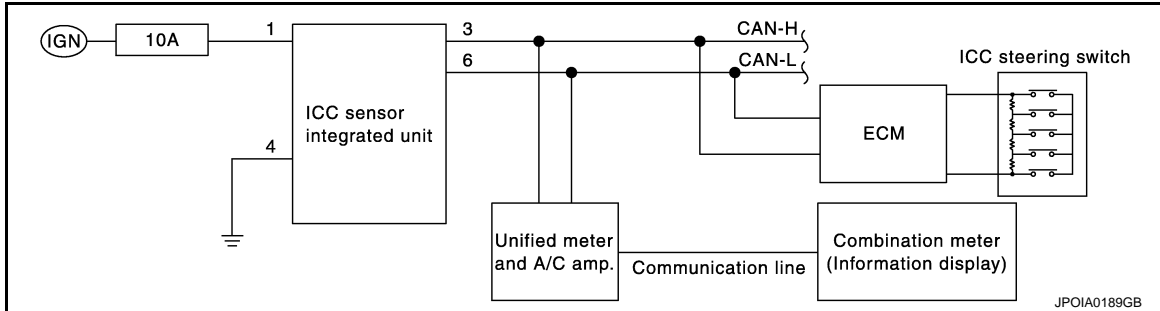 IGN
10A
1
3
CAN-H
6
CAN-L
ICC steering switch
ICC sensor
integrated unit
4
ECM
Unified meter
and A/C amp.
Communication line
Combination meter
(Information display)
JPOIA0189GB